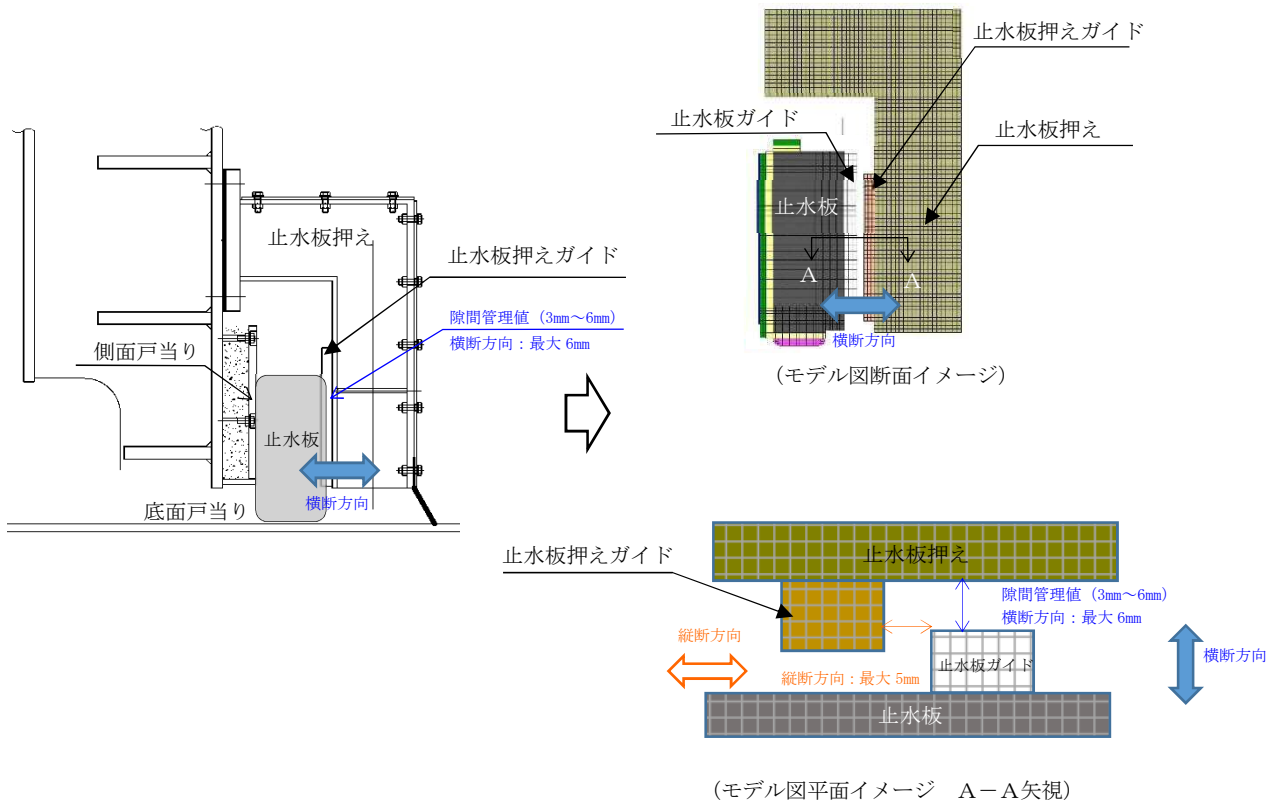 止水板押え
止水板押えガイド
隙間管理値（3mm～6mm）
横断方向：最大 6mm
側面戸当り
止水板
横断方向
底面戸当り
止水板押えガイド
止水板ガイド
止水板押え
止水板
A
A
横断方向
（モデル図断面イメージ）
止水板押えガイド
止水板押え
隙間管理値（3mm～6mm）
横断方向：最大 6mm
縦断方向
縦断方向：最大 5mm
止水板ガイド
横断方向
止水板
（モデル図平面イメージ　A－A矢視）